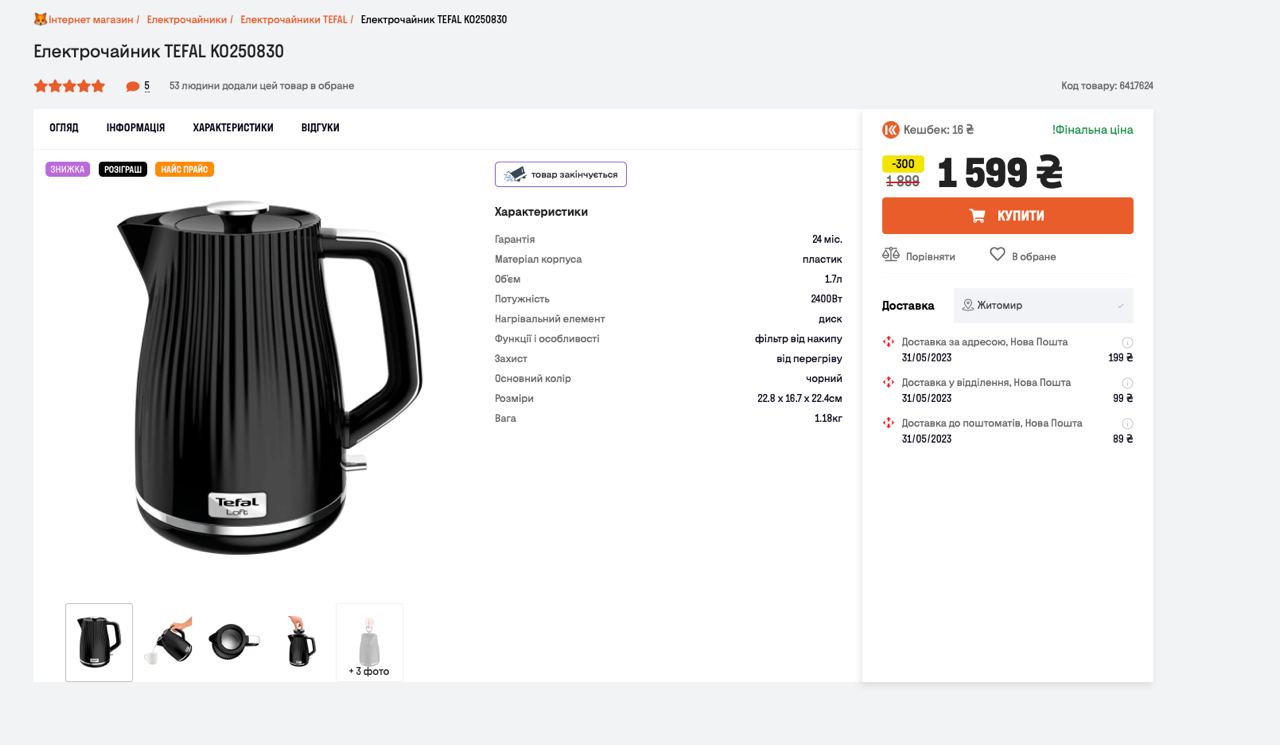 Інтернет магазин / Електрочайники / Електрочайники TEFAL / Електрочайник TEFAL KO250830
Електрочайник TEFAL KO250830
5 53 людини додали цей товар в обране Код товару: 6417624
ОГЛЯД ІНФОРМАЦІЯ ХАРАКТЕРИСТИКИ ВІДГУКИ
ЗНИЖКА РОЗІГРАШ НАЙС ПРАЙС
Tefal
Loft
+ 3 фото
товар закінчується
Характеристики
Гарантія 24 міс.
Матеріал корпуса пластик
Об'єм 1.7л
Потужність 2400Вт
Нагрівальний елемент диск
Функції і особливості фільтр від накипу
Захист від перегріву
Основний колір чорний
Розміри 22.8 x 16.7 x 22.4см
Вага 1.18кг
Кешбек: 16 ₴ !Фінальна ціна
-300
1 899 1 599 ₴
КУПИТИ
Порівняти В обране
Доставка Житомир
Доставка за адресою, Нова Пошта
31/05/2023 199 ₴
Доставка у відділення, Нова Пошта
31/05/2023 99 ₴
Доставка до поштоматів, Нова Пошта
31/05/2023 89 ₴